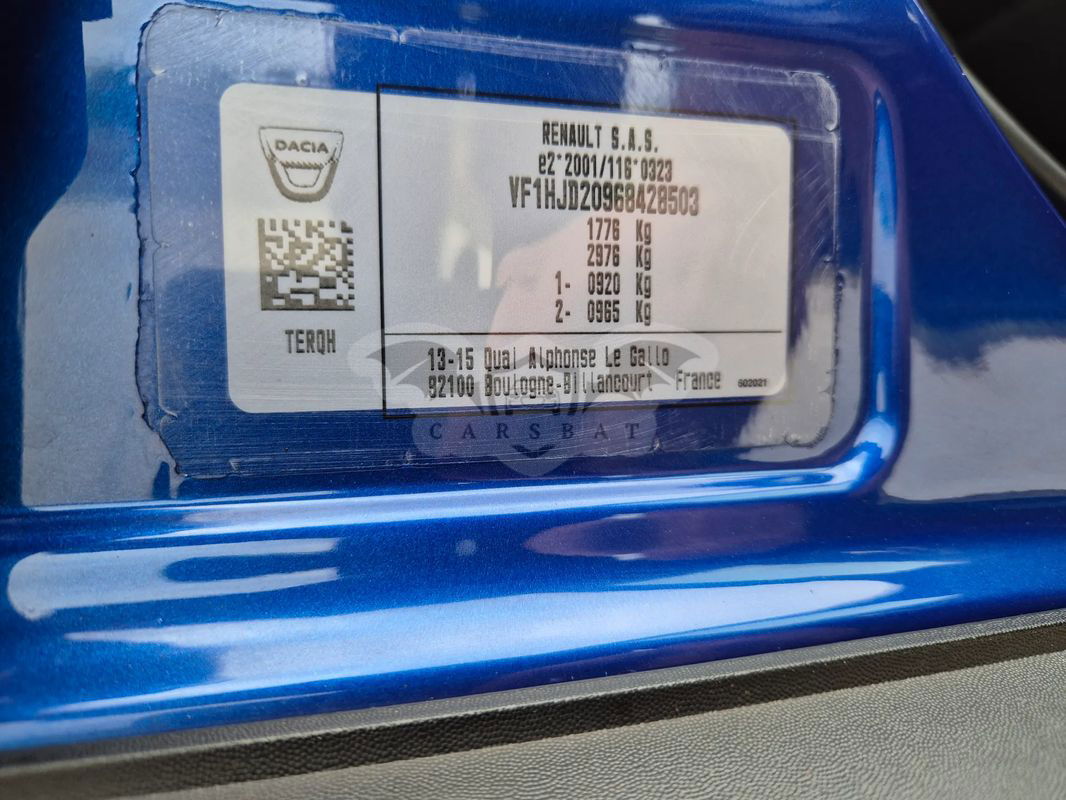 DACIA
TERQH
RENAULT S.A.S.
e2*2001/116*0323
VF1HJD20968428503
1776 Kg
2976 Kg
1- 0920 Kg
2- 0965 Kg
13-15 Quai Alphonse Le Gallo
92100 Boulogne-Billancourt - France
602021
CARSBAT